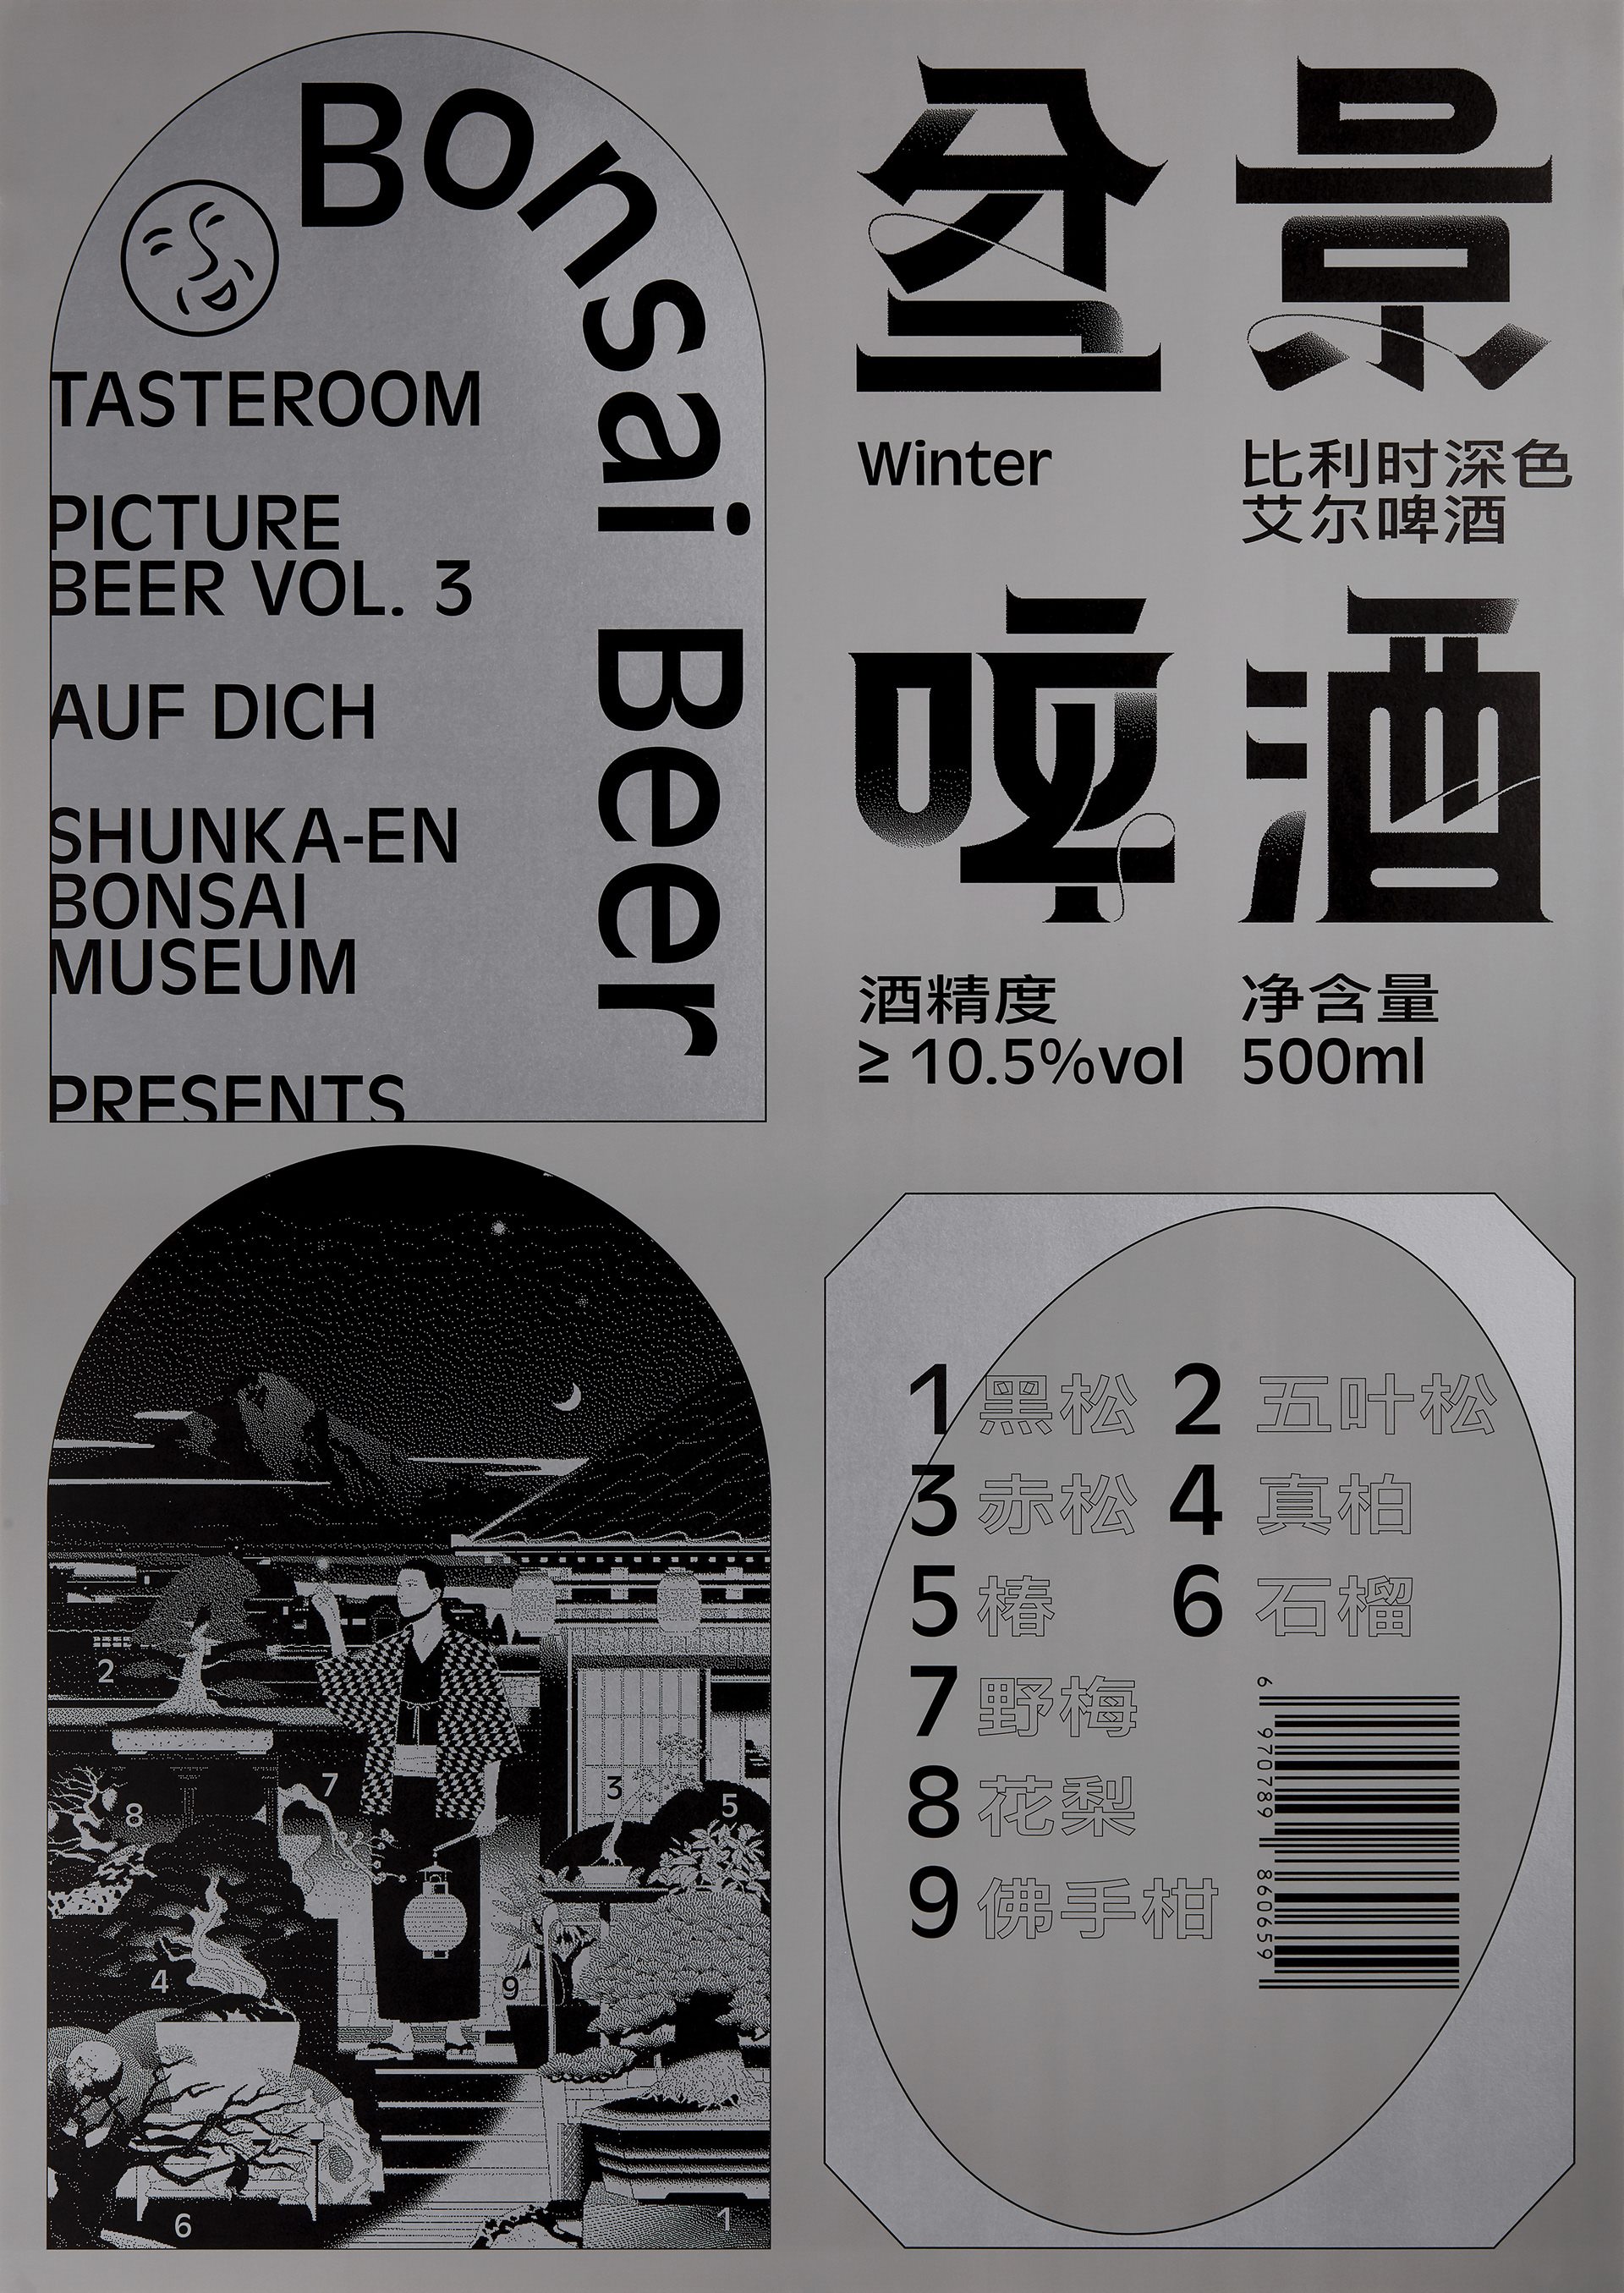 Bonsai Beer
TASTEROOM
PICTURE
BEER VOL. 3
AUF DICH
SHUNKA-EN
BONSAI
MUSEUM
PRESENTS
盆景
Winter
比利时深色
艾尔啤酒
啤酒
酒精度
≥ 10.5%vol
净含量
500ml
2
7
3
5
8
4
9
6
1
1 黑松 2 五叶松
3 赤松 4 真柏
5 椿 6 石榴
7 野梅
8 花梨
9 佛手柑
6 970789 860659